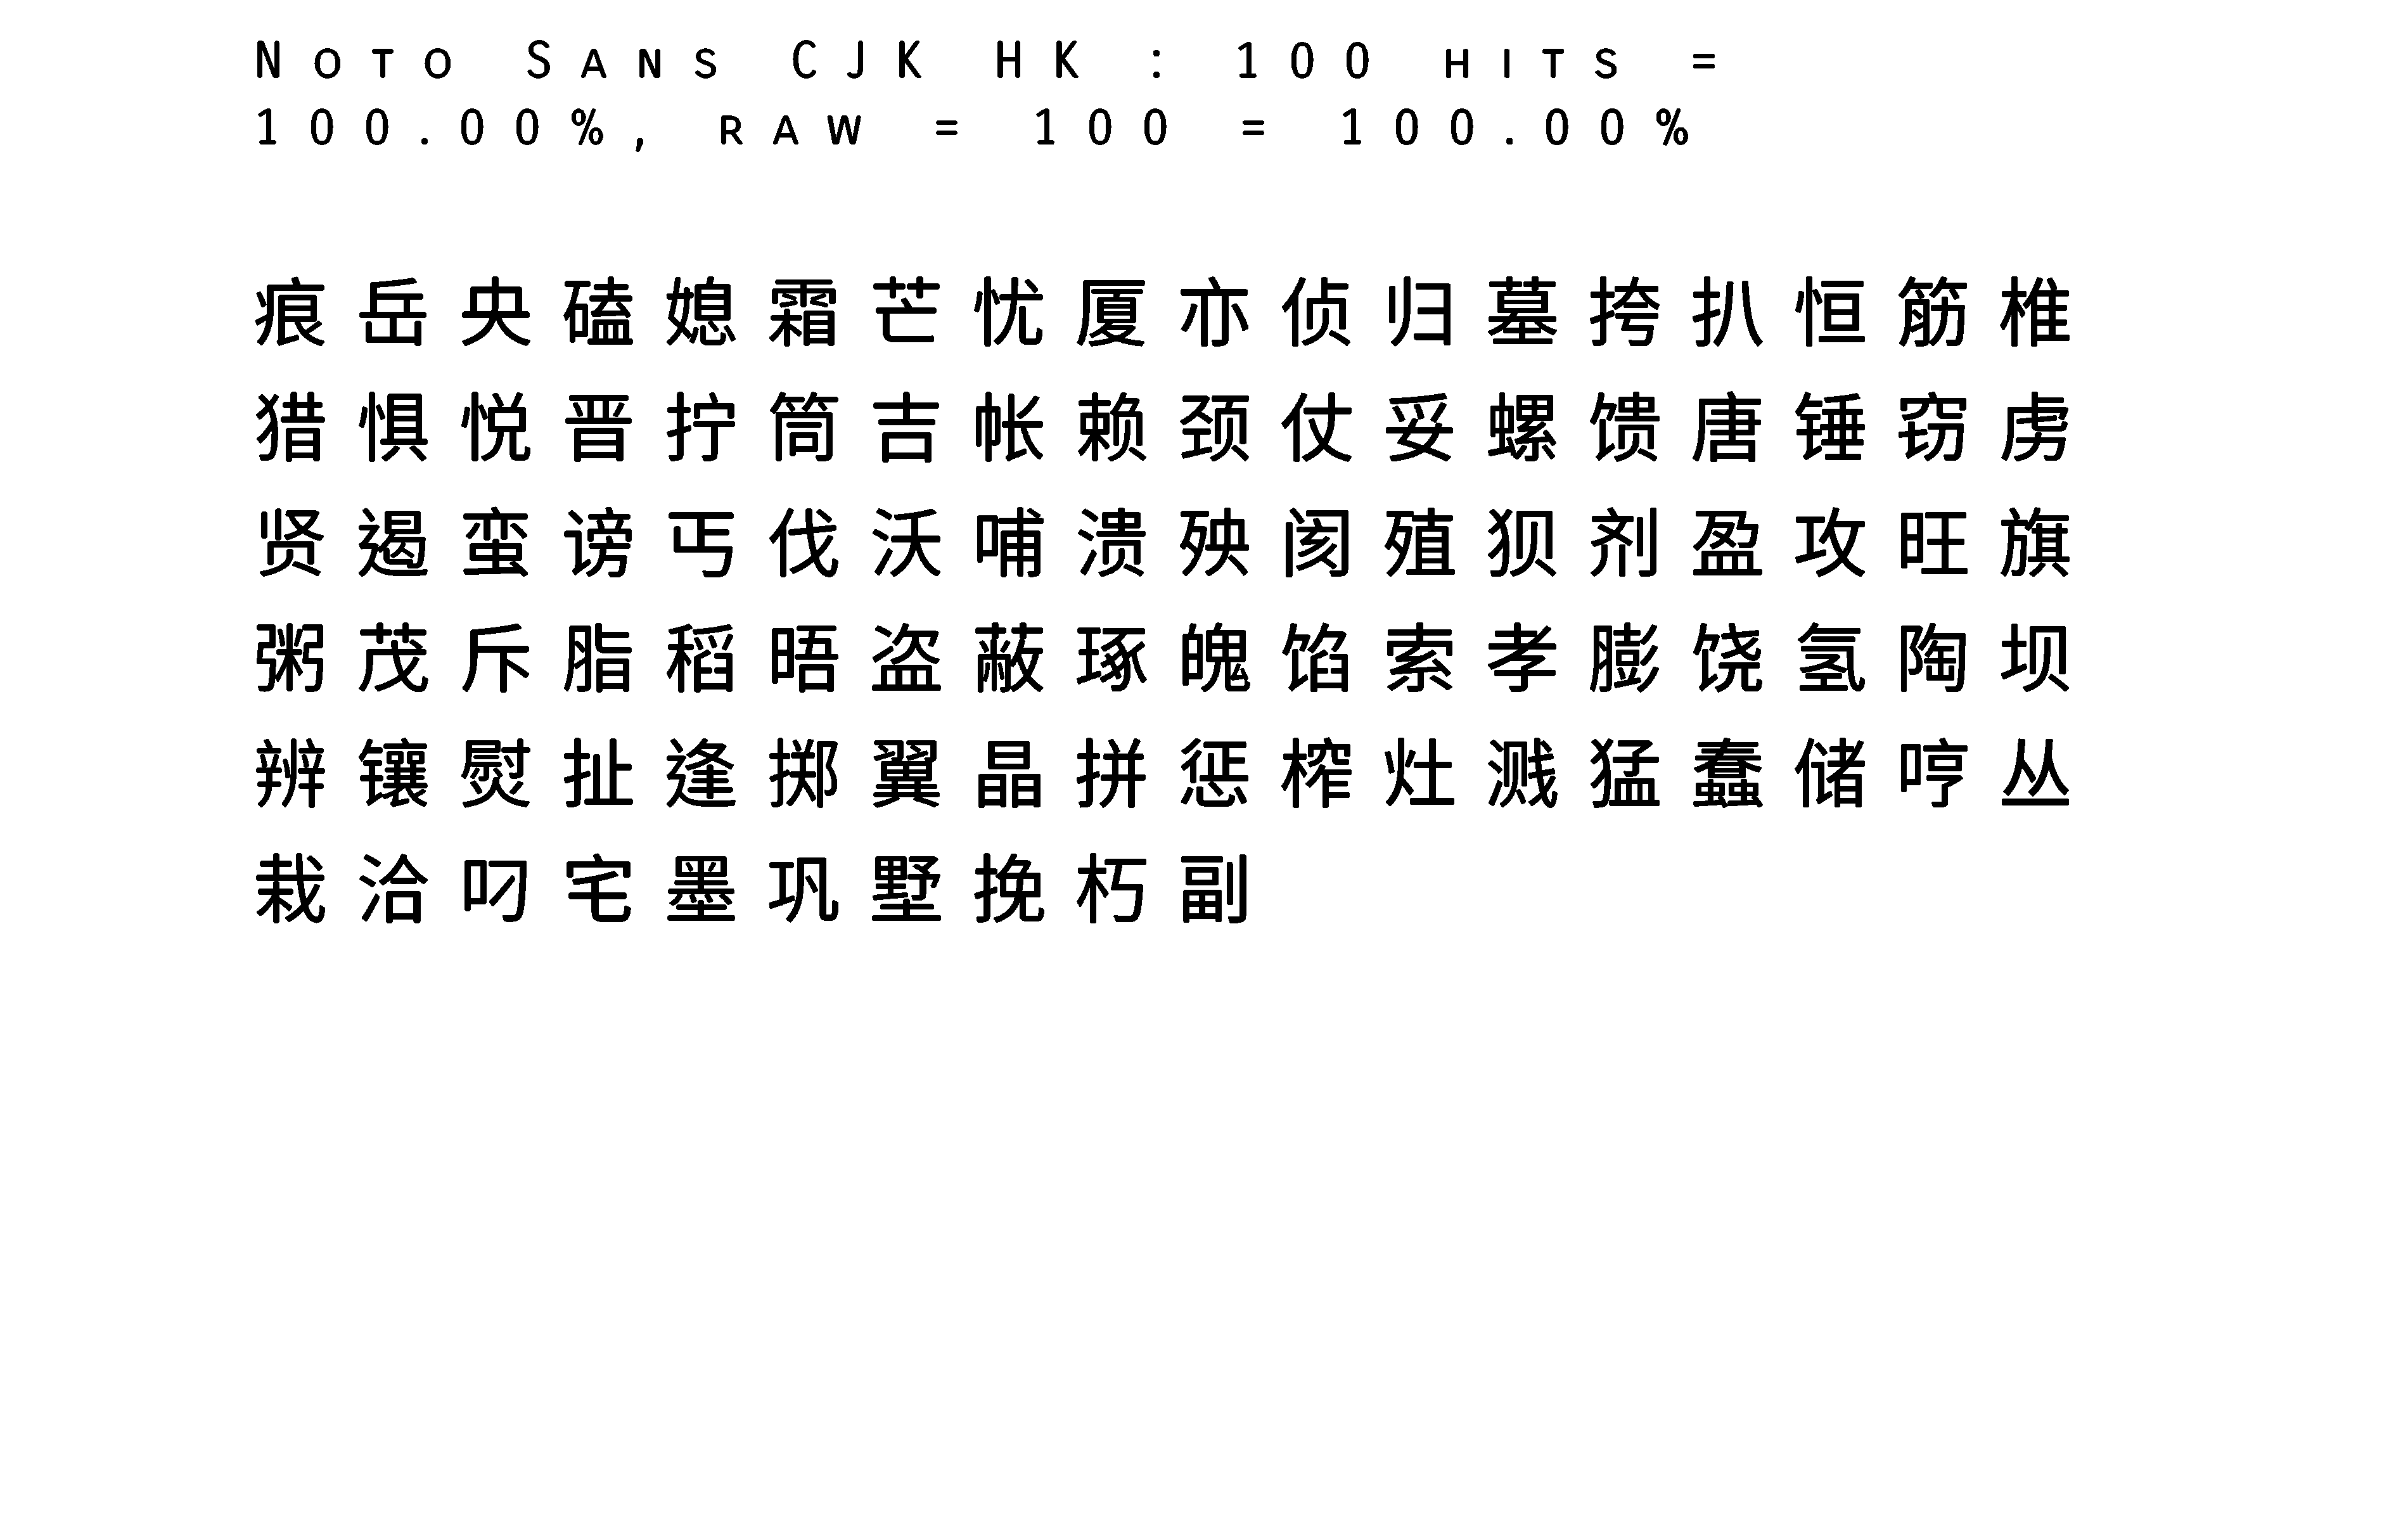 Noto Sans CJK HK : 100 hits =
100.00%, raw = 100 = 100.00%
痕岳央磕媳霜芒忧厦亦侦归墓挎扒恒筋椎
猎惧悦晋拧筒吉帐赖颈仗妥螺馈唐锤窃虏
贤遏蛮谤丐伐沃哺溃殃阂殖狈剂盈攻旺旗
粥茂斥脂稻晤盗蔽琢魄馅索孝膨饶氢陶坝
辨镶熨扯逢掷翼晶拼惩榨灶溅猛蠢储哼丛
栽洽叼宅墨巩墅挽朽副